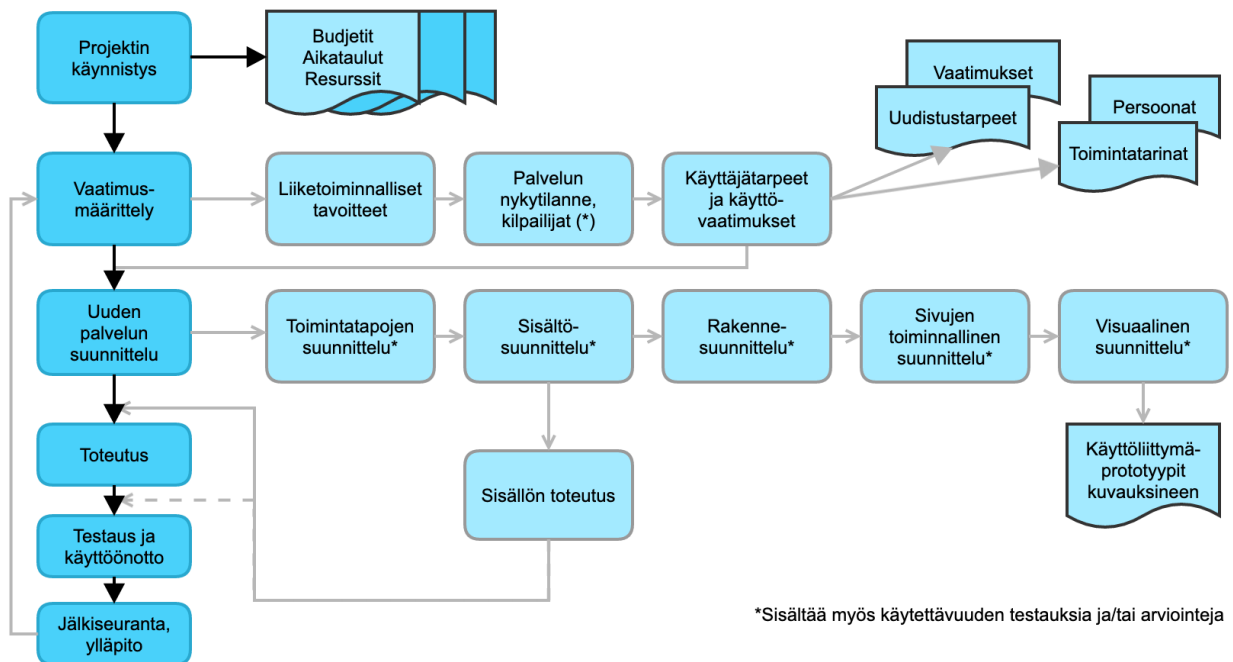 Projektin
käynnistys
Budjetit
Aikataulut
Resurssit
Vaatimukset
Uudistustarpeet
Persoonat
Toimintatarinat
Vaatimus-
määrittely
Liiketoiminnalliset
tavoitteet
Palvelun
nykytilanne,
kilpailijat (*)
Käyttäjätarpeet
ja käyttö-
vaatimukset
Uuden
palvelun
suunnittelu
Toimintatapojen
suunnittelu*
Sisältö-
suunnittelu*
Rakenne-
suunnittelu*
Sivujen
toiminnallinen
suunnittelu*
Visuaalinen
suunnittelu*
Toteutus
Sisällön toteutus
Käyttöliittymä-
prototyypit
kuvauksineen
Testaus ja
käyttöönotto
Jälkiseuranta,
ylläpito
*Sisältää myös käytettävuuden testauksia ja/tai arviointeja